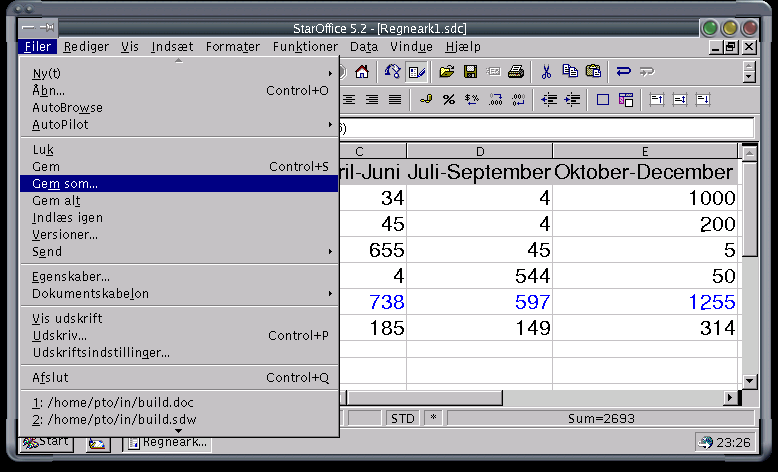 StarOffice 5.2 - [Regneark1.sdc]
Filer Rediger Vis Indsæt Formater Funktioner Data Vindue Hjælp
Ny(t)
Åbn... Control+O
AutoBrowse
AutoPilot
Luk
Gem Control+S
Gem som...
Gem alt
Indlæs igen
Versioner...
Send
Egenskaber...
Dokumentskabelon
Vis udskrift
Udskriv... Control+P
Udskriftsindstillinger...
Afslut Control+Q
1: /home/pto/in/build.doc
2: /home/pto/in/build.sdw
C D E
ril-Juni Juli-September Oktober-December
34 4 1000
45 4 200
655 45 5
4 544 50
738 597 1255
185 149 314
STD * Sum=2693
Start Regneark... 23:26